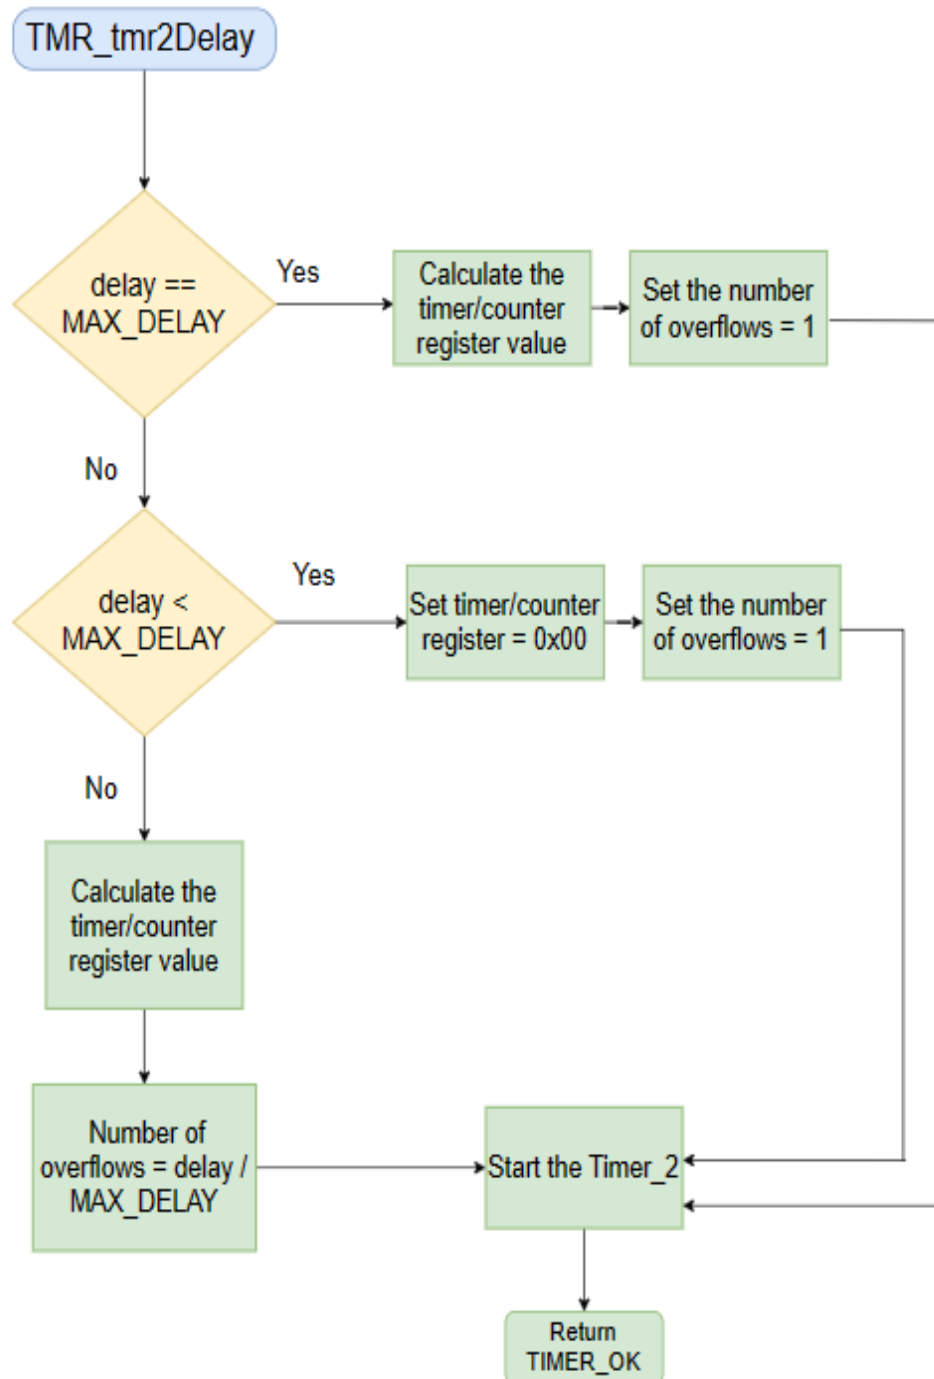 TMR_tmr2Delay
delay ==
MAX_DELAY
Yes
Calculate the
timer/counter
register value
Set the number
of overflows = 1
No
delay <
MAX_DELAY
Yes
Set timer/counter
register = 0x00
Set the number
of overflows = 1
No
Calculate the
timer/counter
register value
Number of
overflows = delay /
MAX_DELAY
Start the Timer_2
Return
TIMER_OK